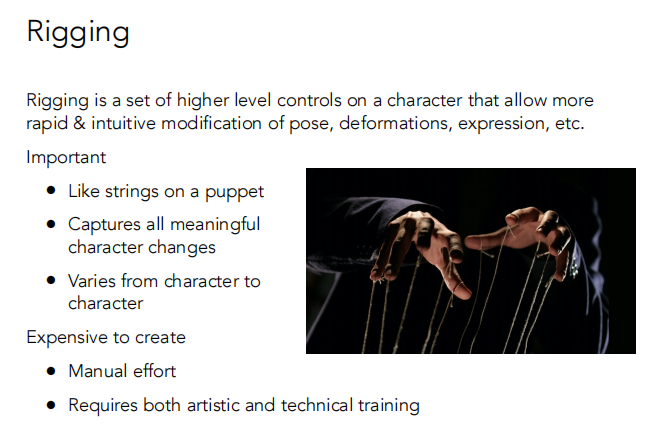 Rigging
Rigging is a set of higher level controls on a character that allow more
rapid & intuitive modification of pose, deformations, expression, etc.
Important
● Like strings on a puppet
● Captures all meaningful
character changes
● Varies from character to
character
Expensive to create
● Manual effort
● Requires both artistic and technical training